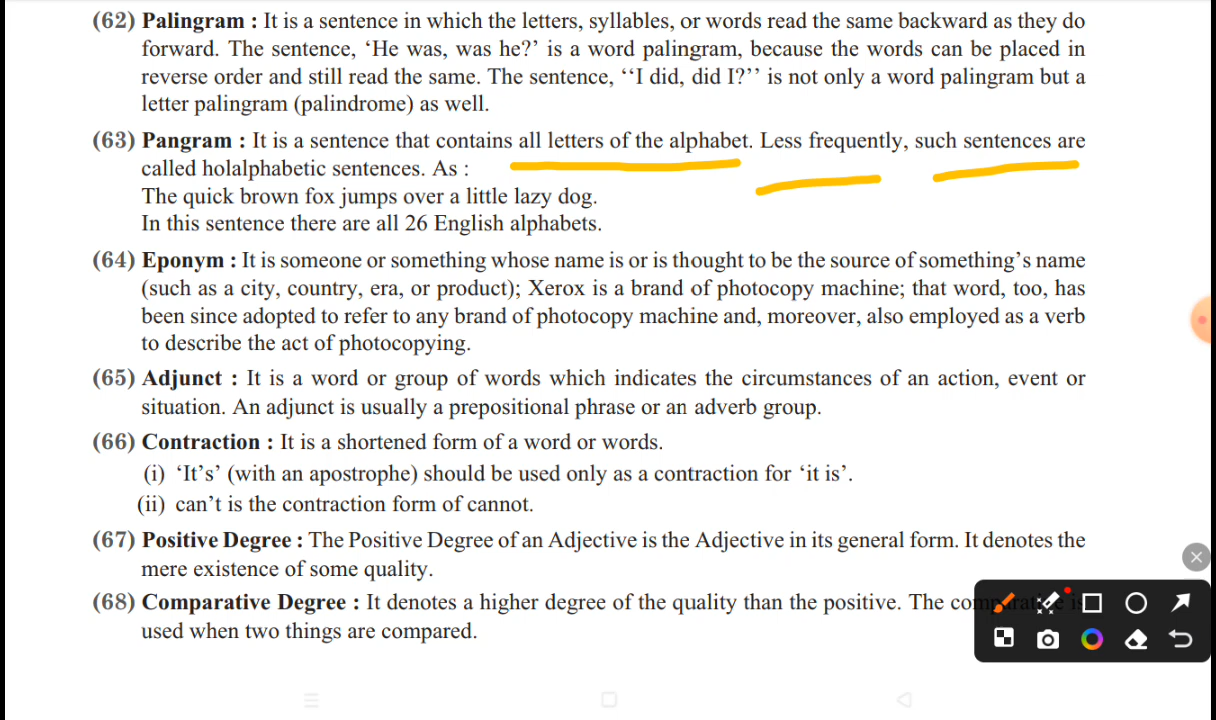 (62) Palingram : It is a sentence in which the letters, syllables, or words read the same backward as they do
forward. The sentence, ‘He was, was he?’ is a word palingram, because the words can be placed in
reverse order and still read the same. The sentence, ‘‘I did, did I?’’ is not only a word palingram but a
letter palingram (palindrome) as well.
(63) Pangram : It is a sentence that contains all letters of the alphabet. Less frequently, such sentences are
called holalphabetic sentences. As :
The quick brown fox jumps over a little lazy dog.
In this sentence there are all 26 English alphabets.
(64) Eponym : It is someone or something whose name is or is thought to be the source of something’s name
(such as a city, country, era, or product); Xerox is a brand of photocopy machine; that word, too, has
been since adopted to refer to any brand of photocopy machine and, moreover, also employed as a verb
to describe the act of photocopying.
(65) Adjunct : It is a word or group of words which indicates the circumstances of an action, event or
situation. An adjunct is usually a prepositional phrase or an adverb group.
(66) Contraction : It is a shortened form of a word or words.
(i) ‘It’s’ (with an apostrophe) should be used only as a contraction for ‘it is’.
(ii) can’t is the contraction form of cannot.
(67) Positive Degree : The Positive Degree of an Adjective is the Adjective in its general form. It denotes the
mere existence of some quality.
(68) Comparative Degree : It denotes a higher degree of the quality than the positive. The comparative is
used when two things are compared.